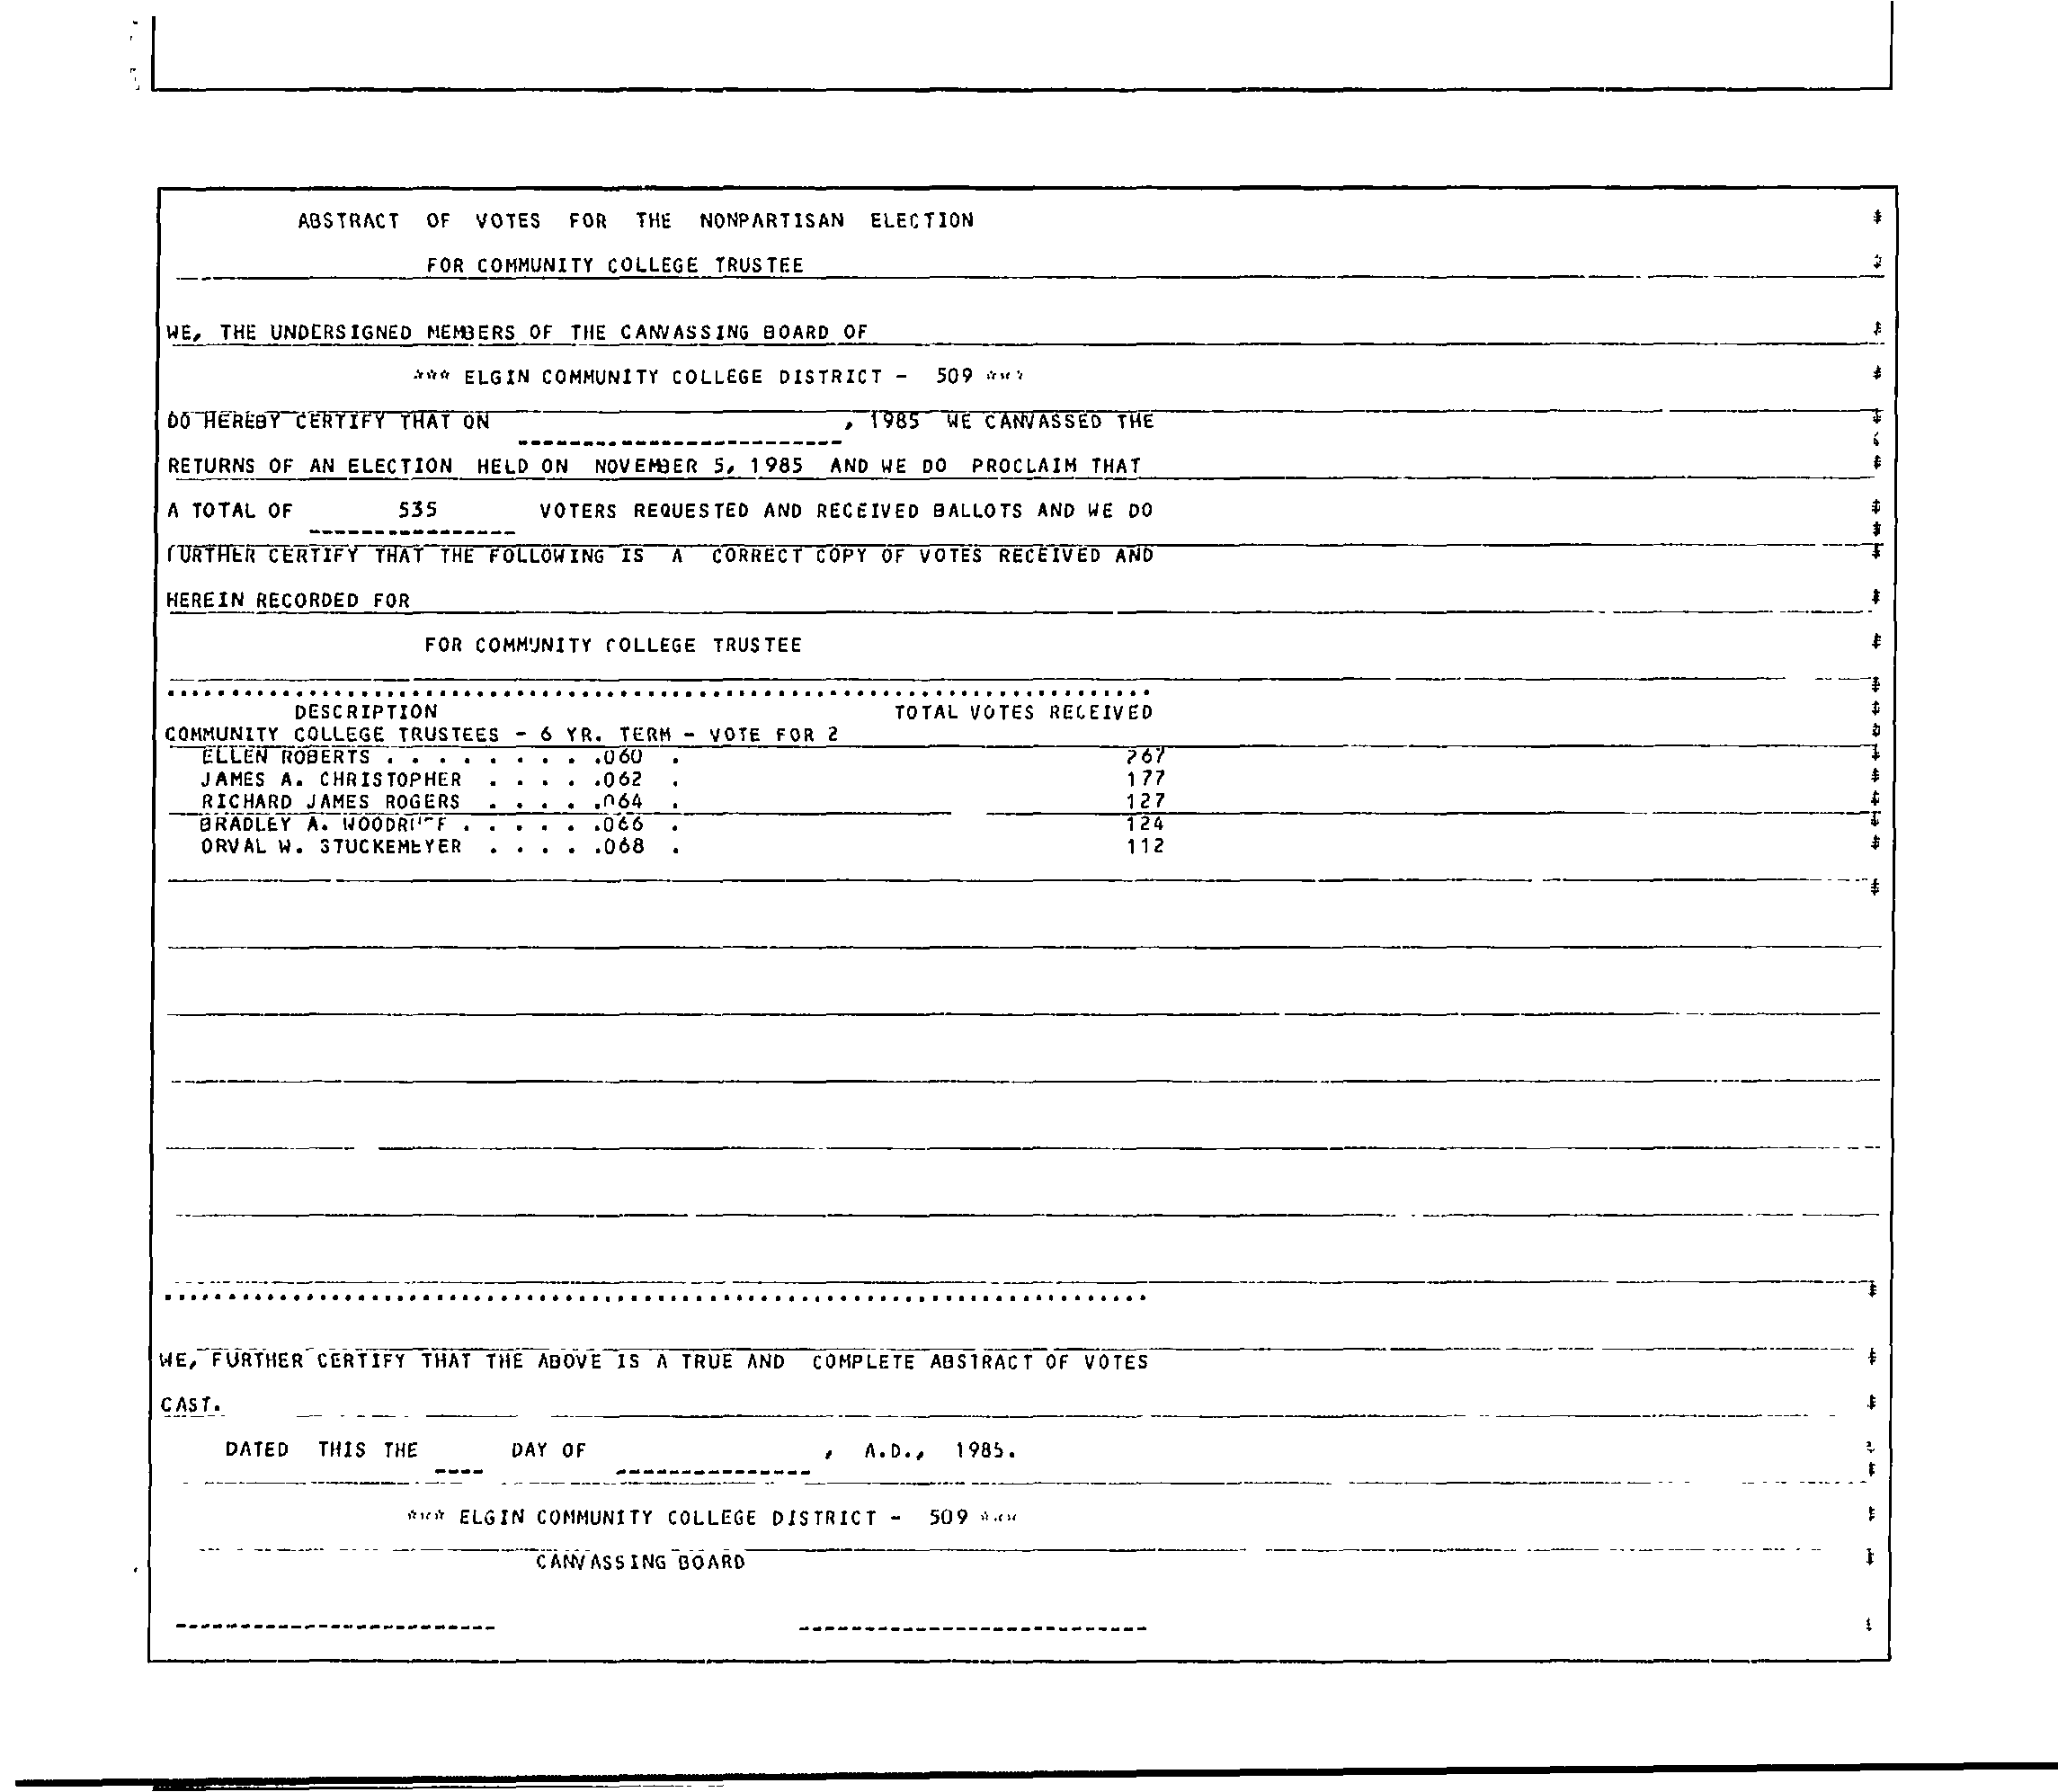 ABSTRACT OF VOTES FOR THE NONPARTISAN ELECTION
FOR COMMUNITY COLLEGE TRUSTEE
WE, THE UNDERSIGNED MEMBERS OF THE CANVASSING BOARD OF
*** ELGIN COMMUNITY COLLEGE DISTRICT - 509 ***
DO HEREBY CERTIFY THAT ON , 1985 WE CANVASSED THE
RETURNS OF AN ELECTION HELD ON NOVEMBER 5, 1985 AND WE DO PROCLAIM THAT
A TOTAL OF 535 VOTERS REQUESTED AND RECEIVED BALLOTS AND WE DO
FURTHER CERTIFY THAT THE FOLLOWING IS A CORRECT COPY OF VOTES RECEIVED AND
HEREIN RECORDED FOR
FOR COMMUNITY COLLEGE TRUSTEE
DESCRIPTION TOTAL VOTES RECEIVED
COMMUNITY COLLEGE TRUSTEES - 6 YR. TERM - VOTE FOR 2
ELLEN ROBERTS . . . . . . . . .060 . 267
JAMES A. CHRISTOPHER . . . . .062 . 177
RICHARD JAMES ROGERS . . . . .064 . 127
BRADLEY A. WOODRUFF . . . . . .066 . 124
ORVAL W. STUCKEMEYER . . . . .068 . 112
WE, FURTHER CERTIFY THAT THE ABOVE IS A TRUE AND COMPLETE ABSTRACT OF VOTES
CAST.
DATED THIS THE DAY OF , A.D., 1985.
*** ELGIN COMMUNITY COLLEGE DISTRICT - 509 ***
CANVASSING BOARD